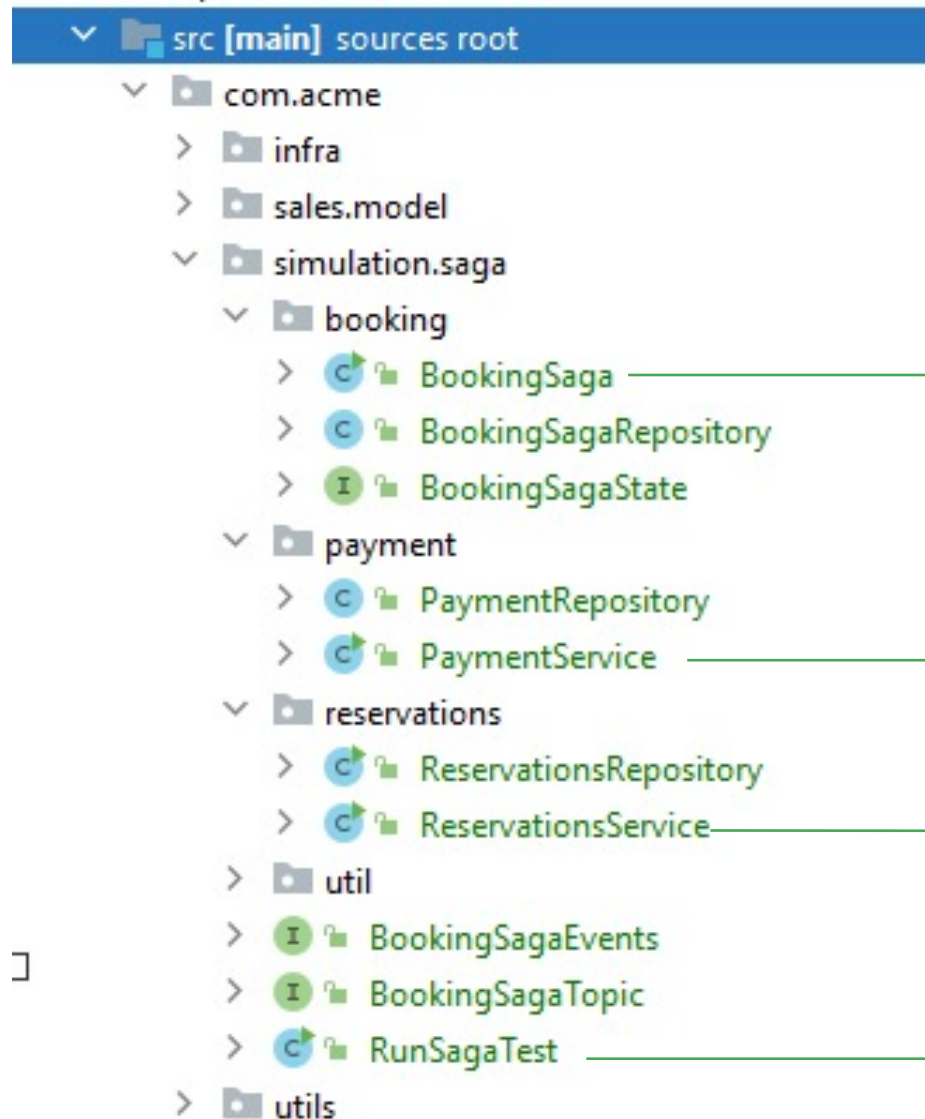 src [main] sources root
com.acme
infra
sales.model
simulation.saga
booking
C BookingSaga
C BookingSagaRepository
I BookingSagaState
payment
C PaymentRepository
C PaymentService
reservations
C ReservationsRepository
C ReservationsService
util
I BookingSagaEvents
I BookingSagaTopic
C RunSagaTest
utils